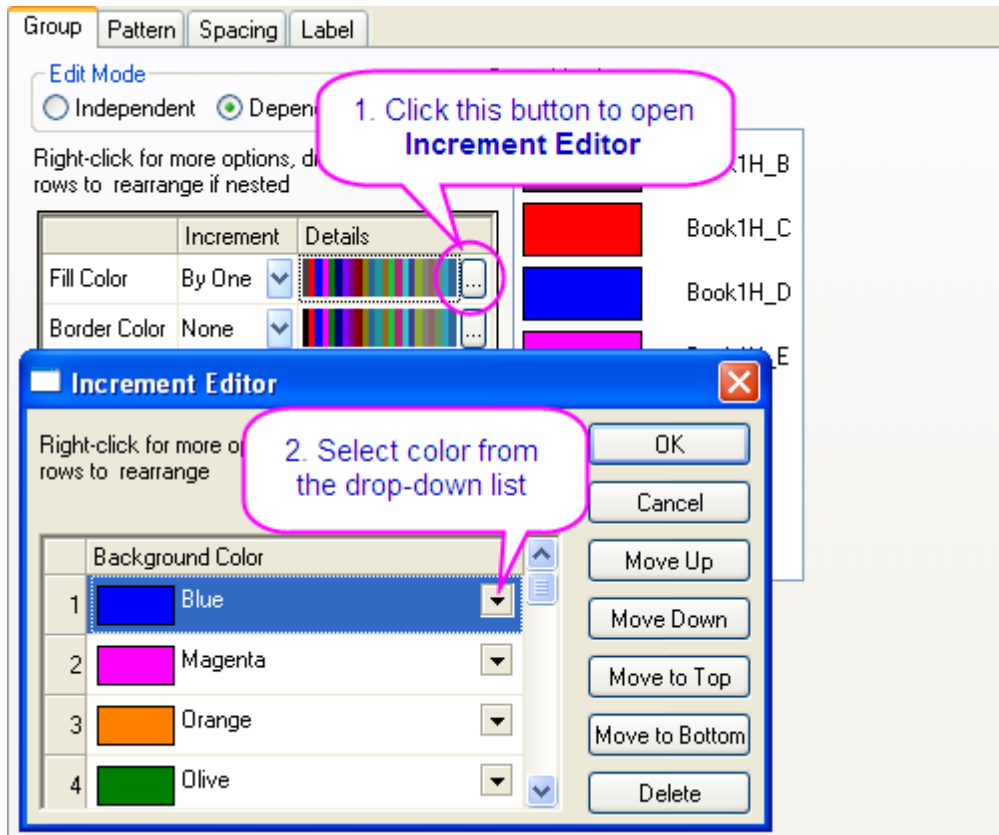 Group Pattern Spacing Label
Edit Mode
Independent
1. Click this button to open
Increment Editor
Right-click for more options,
rows to rearrange if nested
Increment Details
Fill Color By One ...
Border Color None ...
Book1H_C
Book1H_D
Increment Editor
Right-click for more
rows to rearrange
2. Select color from
the drop-down list
OK
Cancel
Move Up
Move Down
Move to Top
Move to Bottom
Delete
Background Color
1 Blue
2 Magenta
3 Orange
4 Olive